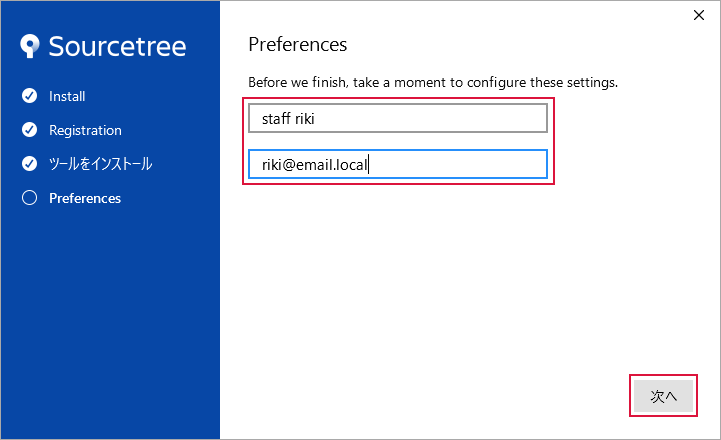 Sourcetree
Install
Registration
ツールをインストール
Preferences
Preferences
Before we finish, take a moment to configure these settings.
staff riki
riki@email.local
次へ